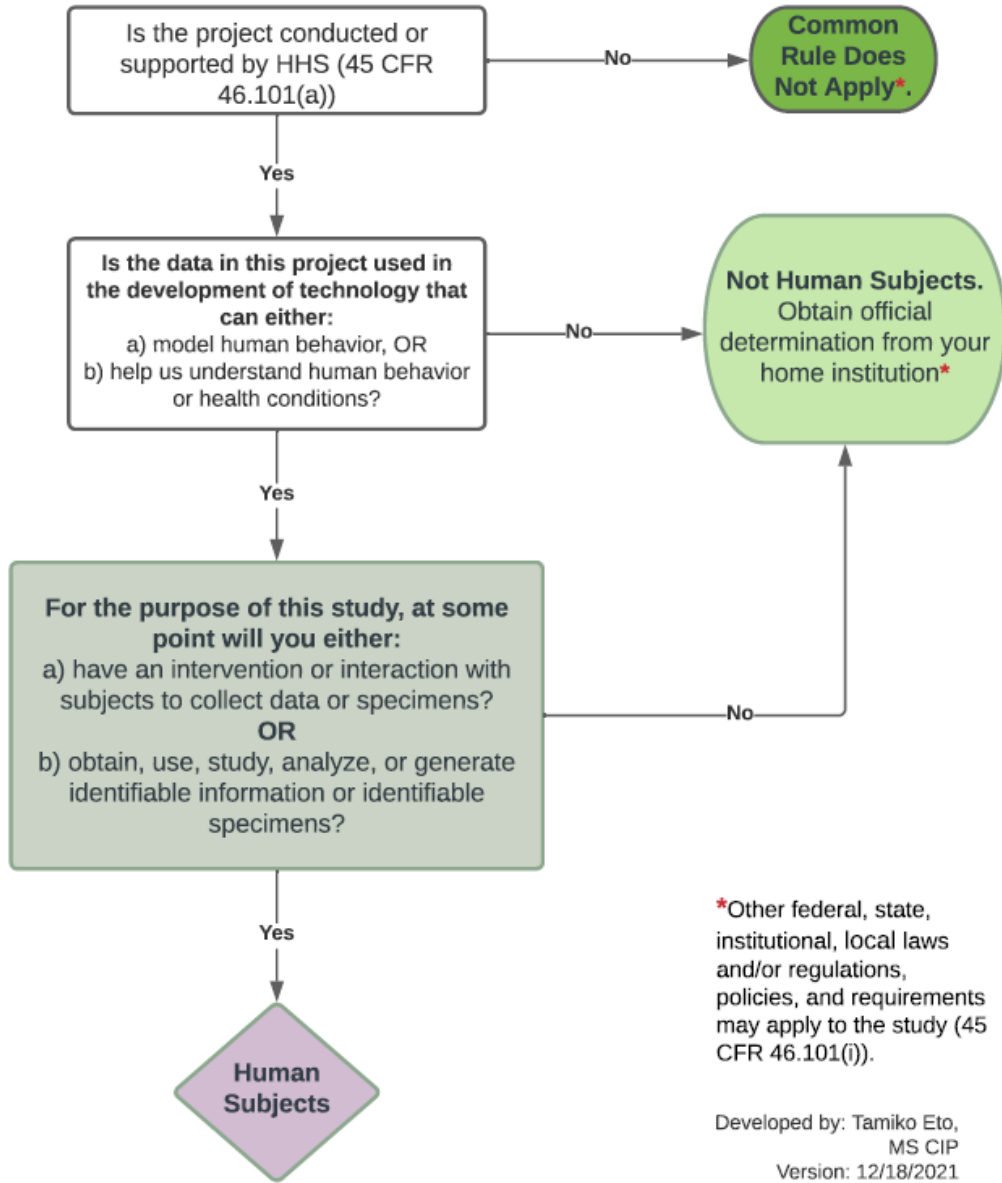 Is the project conducted or
supported by HHS (45 CFR
46.101(a))
No
Common
Rule Does
Not Apply*.
Yes
Is the data in this project used in
the development of technology that
can either:
a) model human behavior, OR
b) help us understand human behavior
or health conditions?
No
Not Human Subjects.
Obtain official
determination from your
home institution*
Yes
For the purpose of this study, at some
point will you either:
a) have an intervention or interaction with
subjects to collect data or specimens?
OR
b) obtain, use, study, analyze, or generate
identifiable information or identifiable
specimens?
No
Yes
Human
Subjects
*Other federal, state,
institutional, local laws
and/or regulations,
policies, and requirements
may apply to the study (45
CFR 46.101(i)).
Developed by: Tamiko Eto,
MS CIP
Version: 12/18/2021